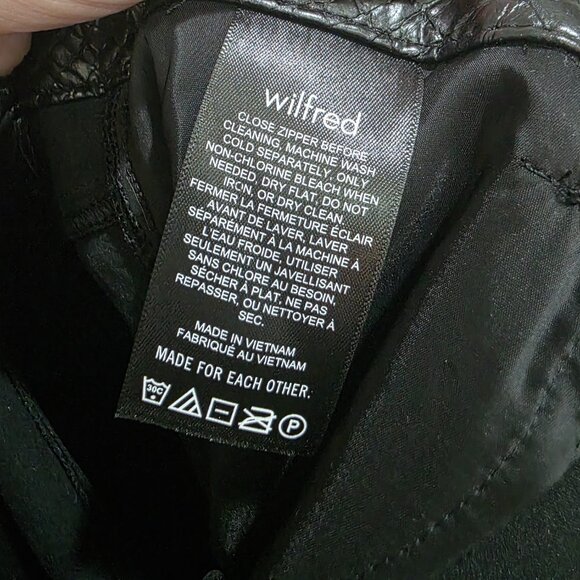 wilfred
CLOSE ZIPPER BEFORE
CLEANING. MACHINE WASH
COLD SEPARATELY. ONLY
NON-CHLORINE BLEACH WHEN
NEEDED. DRY FLAT. DO NOT
IRON, OR DRY CLEAN.
FERMER LA FERMETURE ÉCLAIR
AVANT DE LAVER, LAVER
SÉPARÉMENT À LA MACHINE À
L'EAU FROIDE, UTILISER
SEULEMENT UN JAVELLISANT
SANS CHLORE AU BESOIN.
SÉCHER À PLAT, NE PAS
REPASSER, OU NETTOYER À
SEC.
MADE IN VIETNAM
FABRIQUÉ AU VIETNAM
MADE FOR EACH OTHER.
30C P